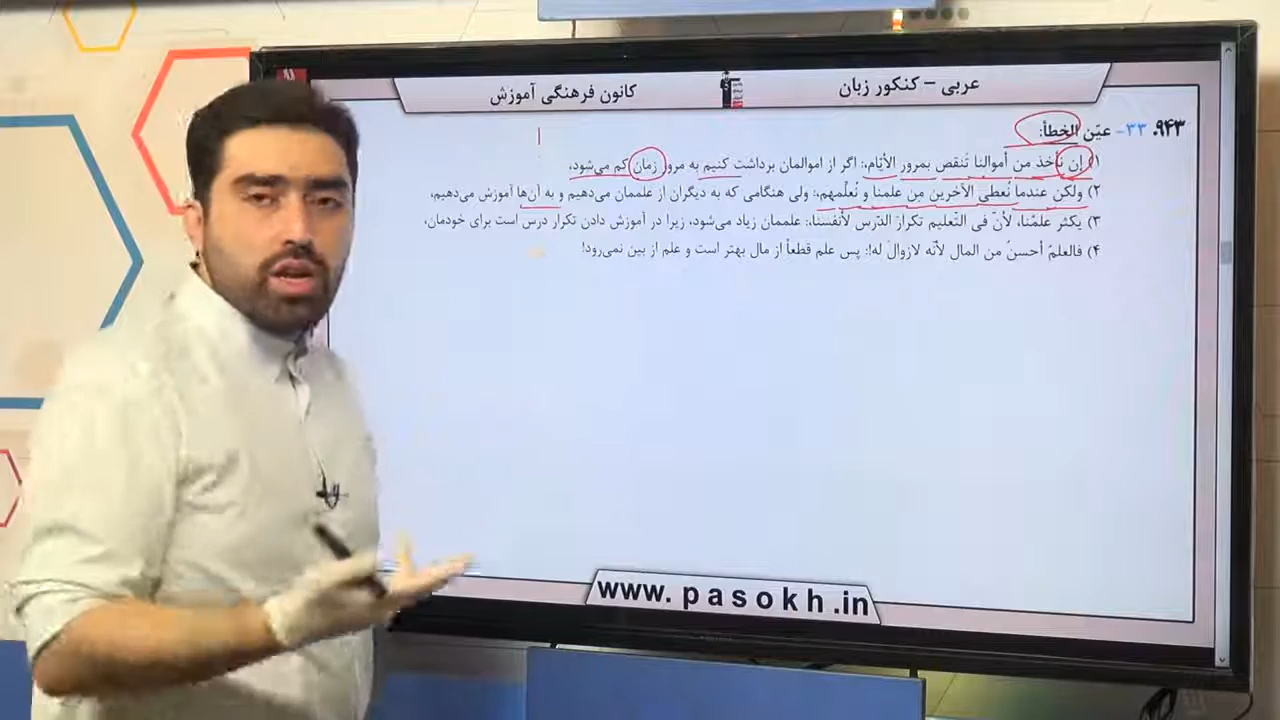 عربی – کنکور زبان
کانون فرهنگی آموزش
۹۴۳. ۳۳- عیّن الخطأ:
۱) إن نأخذ من أموالنا تَنقص بمرور الأیّام،: اگر از اموالمان برداشت کنیم به مرور زمان کم می‌شود،
۲) ولکن عندما نُعطی الآخرین مِن علمنا و نُعلّمهم،: ولی هنگامی که به دیگران از علممان می‌دهیم و به آن‌ها آموزش می‌دهیم،
۳) یکثر علمُنا، لأنّ فی التّعلیم تکرارَ الدّرس لأنفسنا،: علممان زیاد می‌شود، زیرا در آموزش دادن تکرار درس است برای خودمان،
۴) فالعلمُ أحسنُ من المال لأنّه لازوالَ له!: پس علم قطعاً از مال بهتر است و علم از بین نمی‌رود!
www.pasokh.in